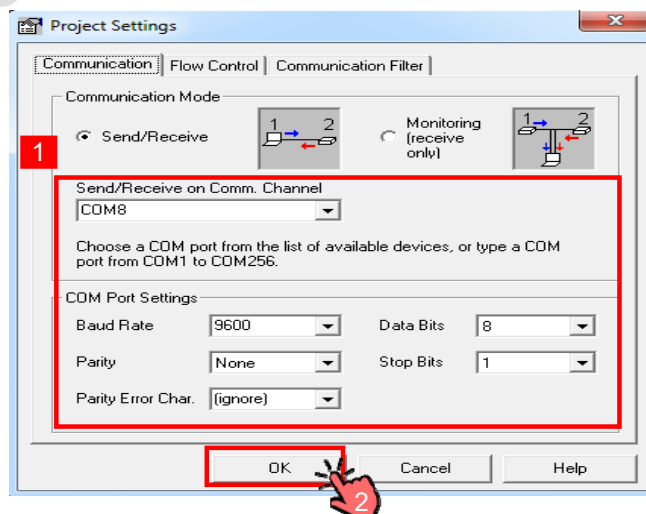 Project Settings
Communication Flow Control Communication Filter
Communication Mode
Send/Receive
1 2
Monitoring
(receive
only)
1 2
1
Send/Receive on Comm. Channel
COM8
Choose a COM port from the list of available devices, or type a COM
port from COM1 to COM256.
COM Port Settings
Baud Rate 9600 Data Bits 8
Parity None Stop Bits 1
Parity Error Char. (ignore)
OK Cancel Help
2